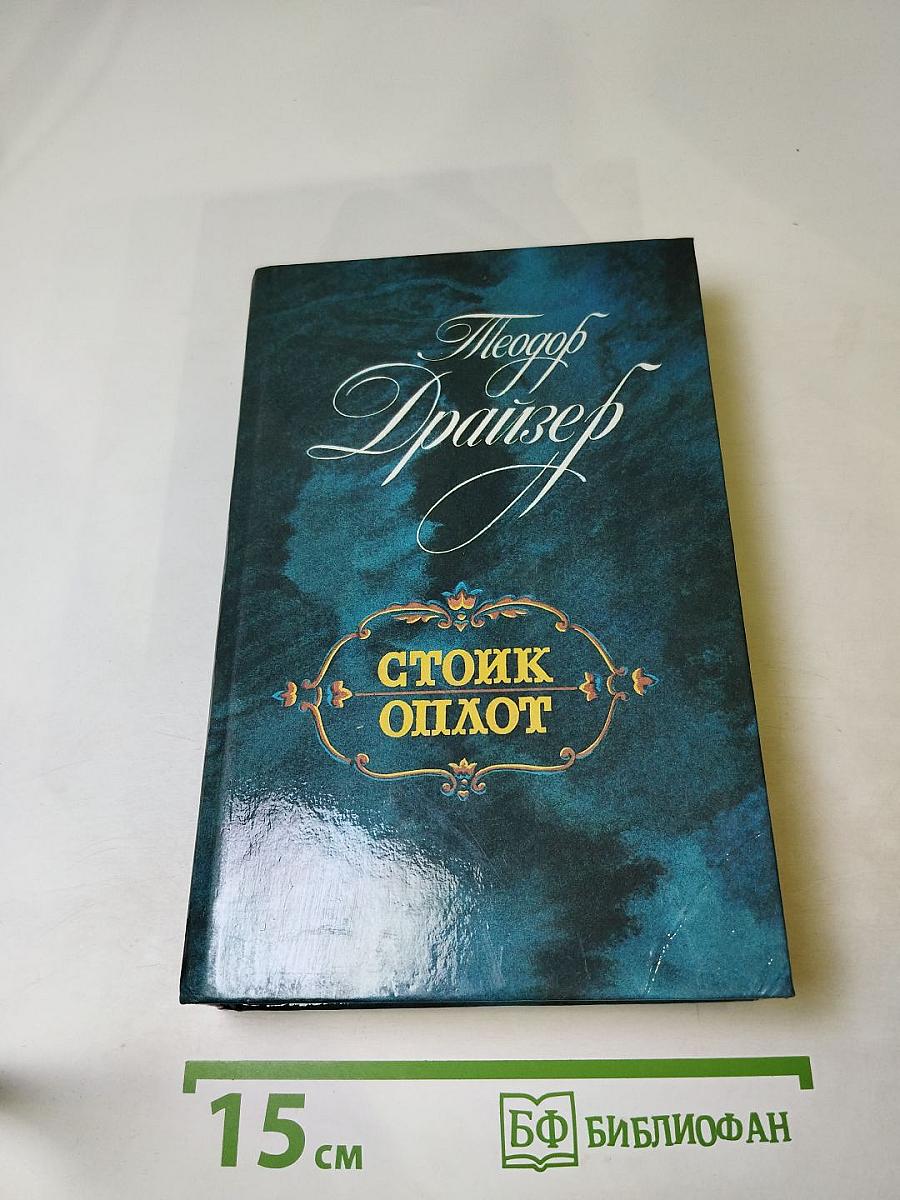 Теодор
Драйзер
СТОИК
ОПЛОТ
15 см
БФ БИБЛИОФАН